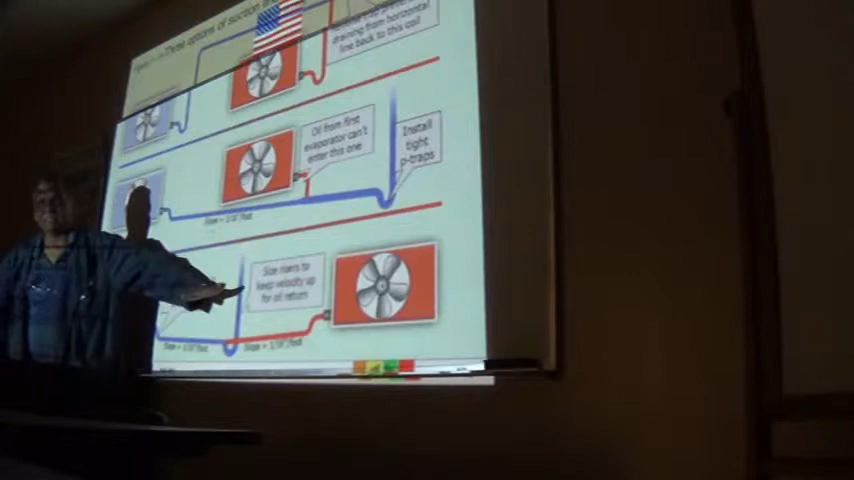 Three options of suction
draining from horizontal
line back to this coil
Oil from first
evaporator can't
enter this one
Install
tight
p-traps
Slope = 1/16"/foot
Size risers to
keep velocity up
for oil return
Slope = 1/16"/foot
Slope = 1/16"/foot